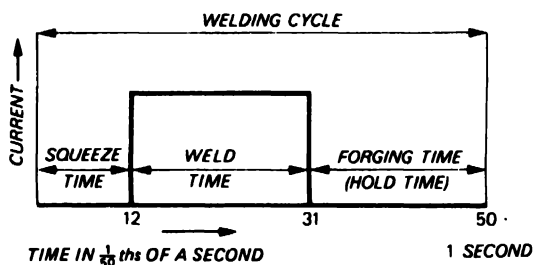 WELDING CYCLE
CURRENT
SQUEEZE TIME
WELD TIME
FORGING TIME
(HOLD TIME)
12 31 50
TIME IN 1/50 ths OF A SECOND
1 SECOND